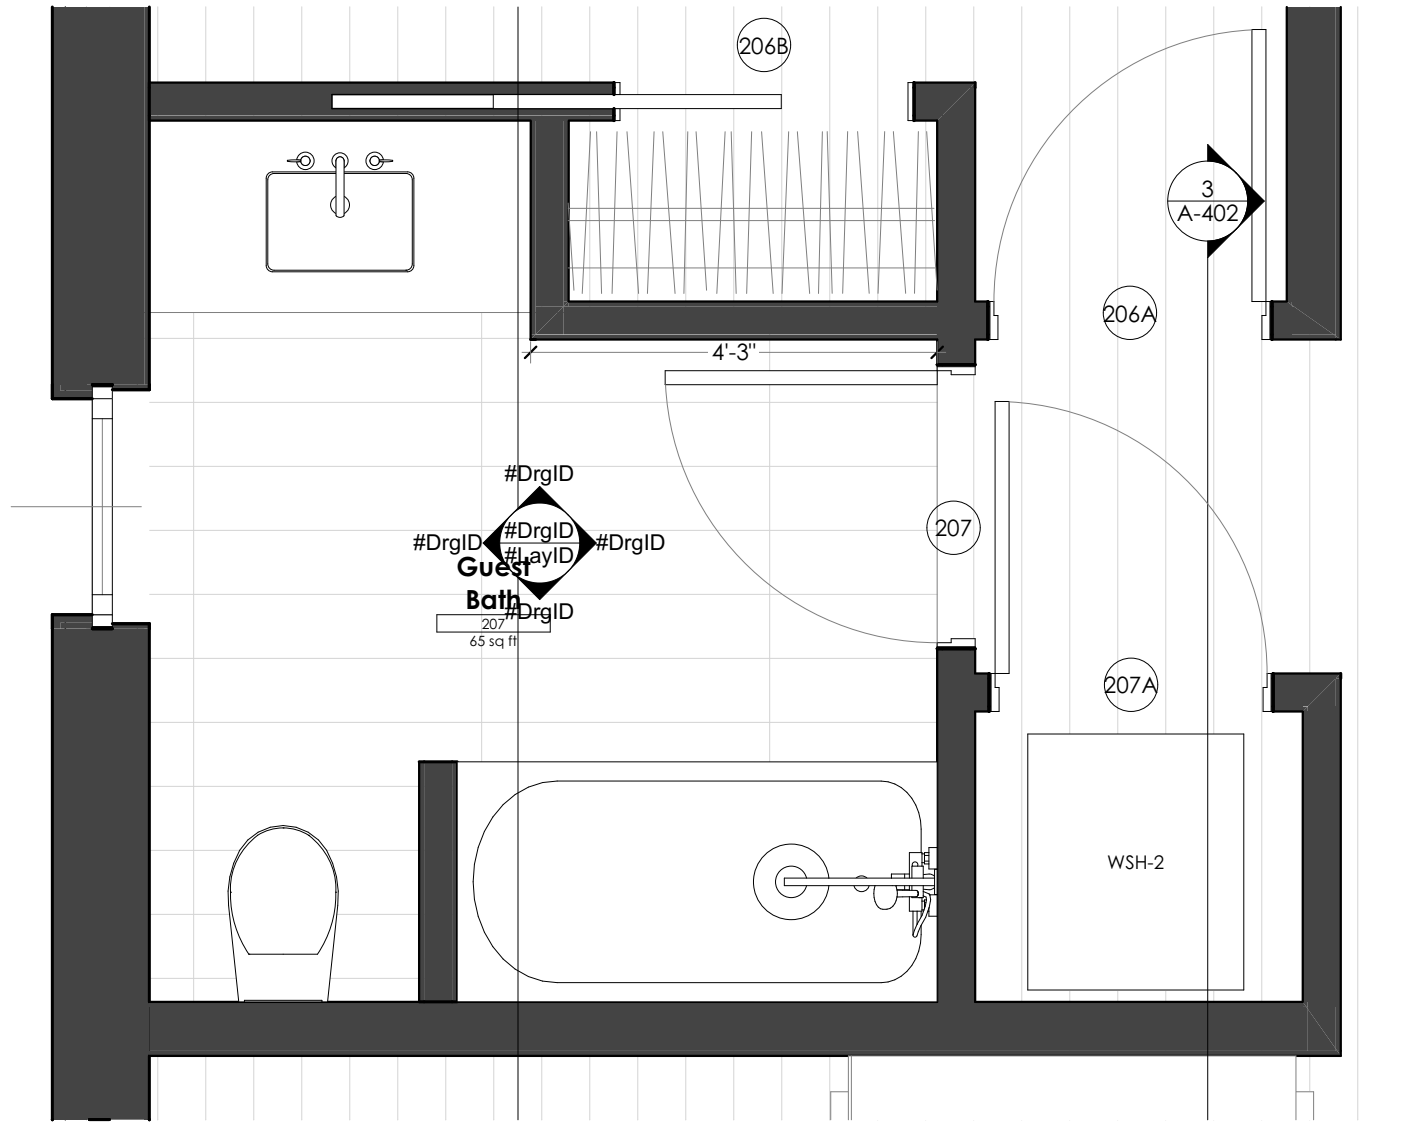 206B
3
A-402
206A
4'-3"
#DrgID
207
#DrgID
#DrgID
#DrgID
#LayID
Guest
Bath
#DrgID
207
65 sq ft
207A
WSH-2